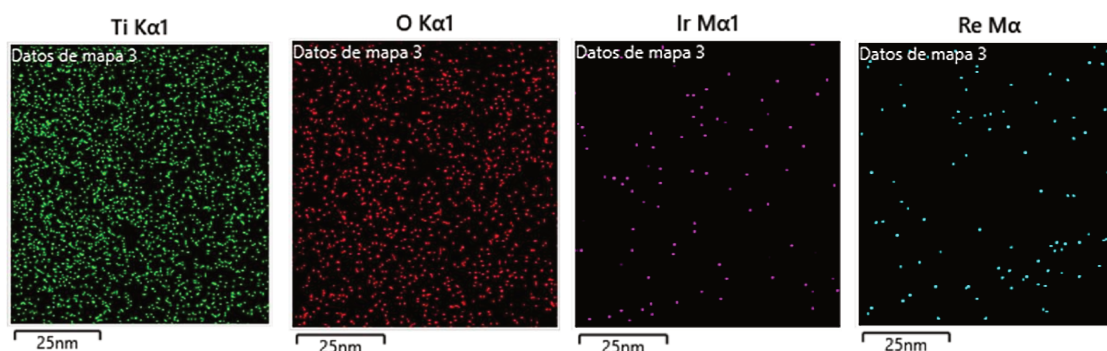 Ti Kα1
O Kα1
Ir Mα1
Re Mα
Datos de mapa 3
Datos de mapa 3
Datos de mapa 3
Datos de mapa 3
25nm
25nm
25nm
25nm